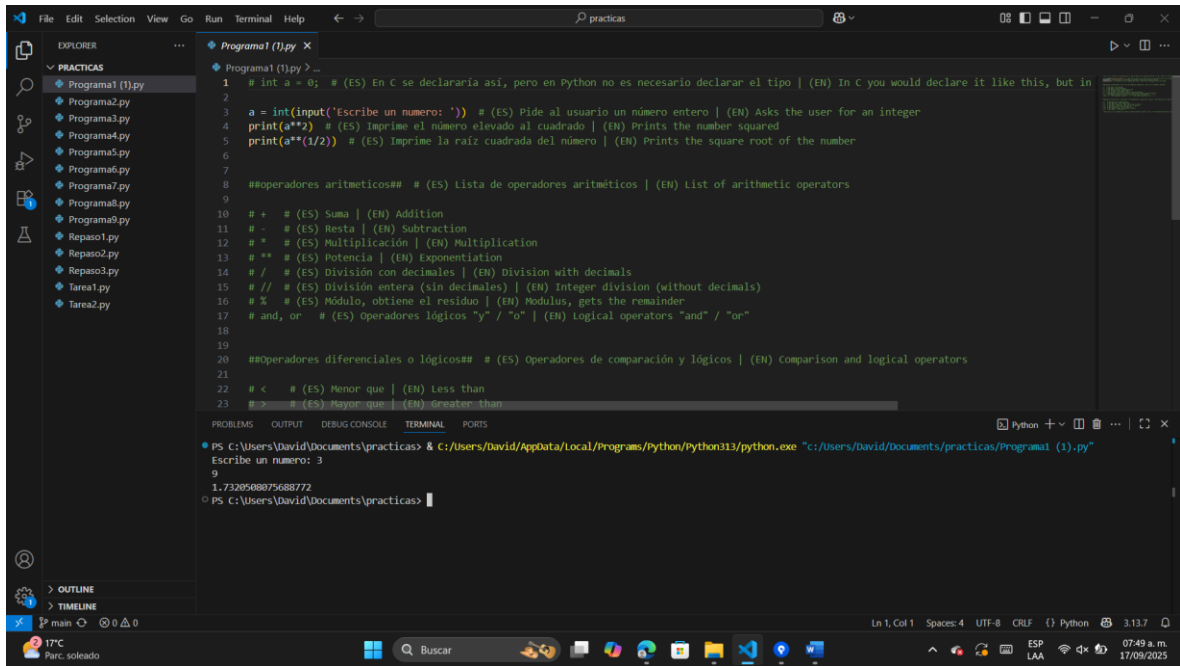 File Edit Selection View Go Run Terminal Help
practicas
EXPLORER
PRACTICAS
Programa1 (1).py
Programa2.py
Programa3.py
Programa4.py
Programa5.py
Programa6.py
Programa7.py
Programa8.py
Programa9.py
Repaso1.py
Repaso2.py
Repaso3.py
Tarea1.py
Tarea2.py
OUTLINE
TIMELINE
Programa1 (1).py
Programa1 (1).py > ...
1 # int a = 0; # (ES) En C se declararía así, pero en Python no es necesario declarar el tipo | (EN) In C you would declare it like this, but in
2
3 a = int(input('Escribe un numero: ')) # (ES) Pide al usuario un número entero | (EN) Asks the user for an integer
4 print(a**2) # (ES) Imprime el número elevado al cuadrado | (EN) Prints the number squared
5 print(a**(1/2)) # (ES) Imprime la raíz cuadrada del número | (EN) Prints the square root of the number
6
7
8 ##operadores aritmeticos## # (ES) Lista de operadores aritméticos | (EN) List of arithmetic operators
9
10 # + # (ES) Suma | (EN) Addition
11 # - # (ES) Resta | (EN) Subtraction
12 # * # (ES) Multiplicación | (EN) Multiplication
13 # ** # (ES) Potencia | (EN) Exponentiation
14 # / # (ES) División con decimales | (EN) Division with decimals
15 # // # (ES) División entera (sin decimales) | (EN) Integer division (without decimals)
16 # % # (ES) Módulo, obtiene el residuo | (EN) Modulus, gets the remainder
17 # and, or # (ES) Operadores lógicos "y" / "o" | (EN) Logical operators "and" / "or"
18
19
20 ##Operadores diferenciales o lógicos## # (ES) Operadores de comparación y lógicos | (EN) Comparison and logical operators
21
22 # < # (ES) Menor que | (EN) Less than
23 # > # (ES) Mayor que | (EN) Greater than
PROBLEMS OUTPUT DEBUG CONSOLE TERMINAL PORTS
Python
PS C:\Users\David\Documents\practicas> & C:/Users/David/AppData/Local/Programs/Python/Python313/python.exe "c:/Users/David/Documents/practicas/Programa1 (1).py"
Escribe un numero: 3
9
1.7320508075688772
PS C:\Users\David\Documents\practicas>
main 0 0 Ln 1, Col 1 Spaces: 4 UTF-8 CRLF {} Python 3.13.7
2
17°C
Parc. soleado
Buscar
ESP
LAA
07:49 a. m.
17/09/2025